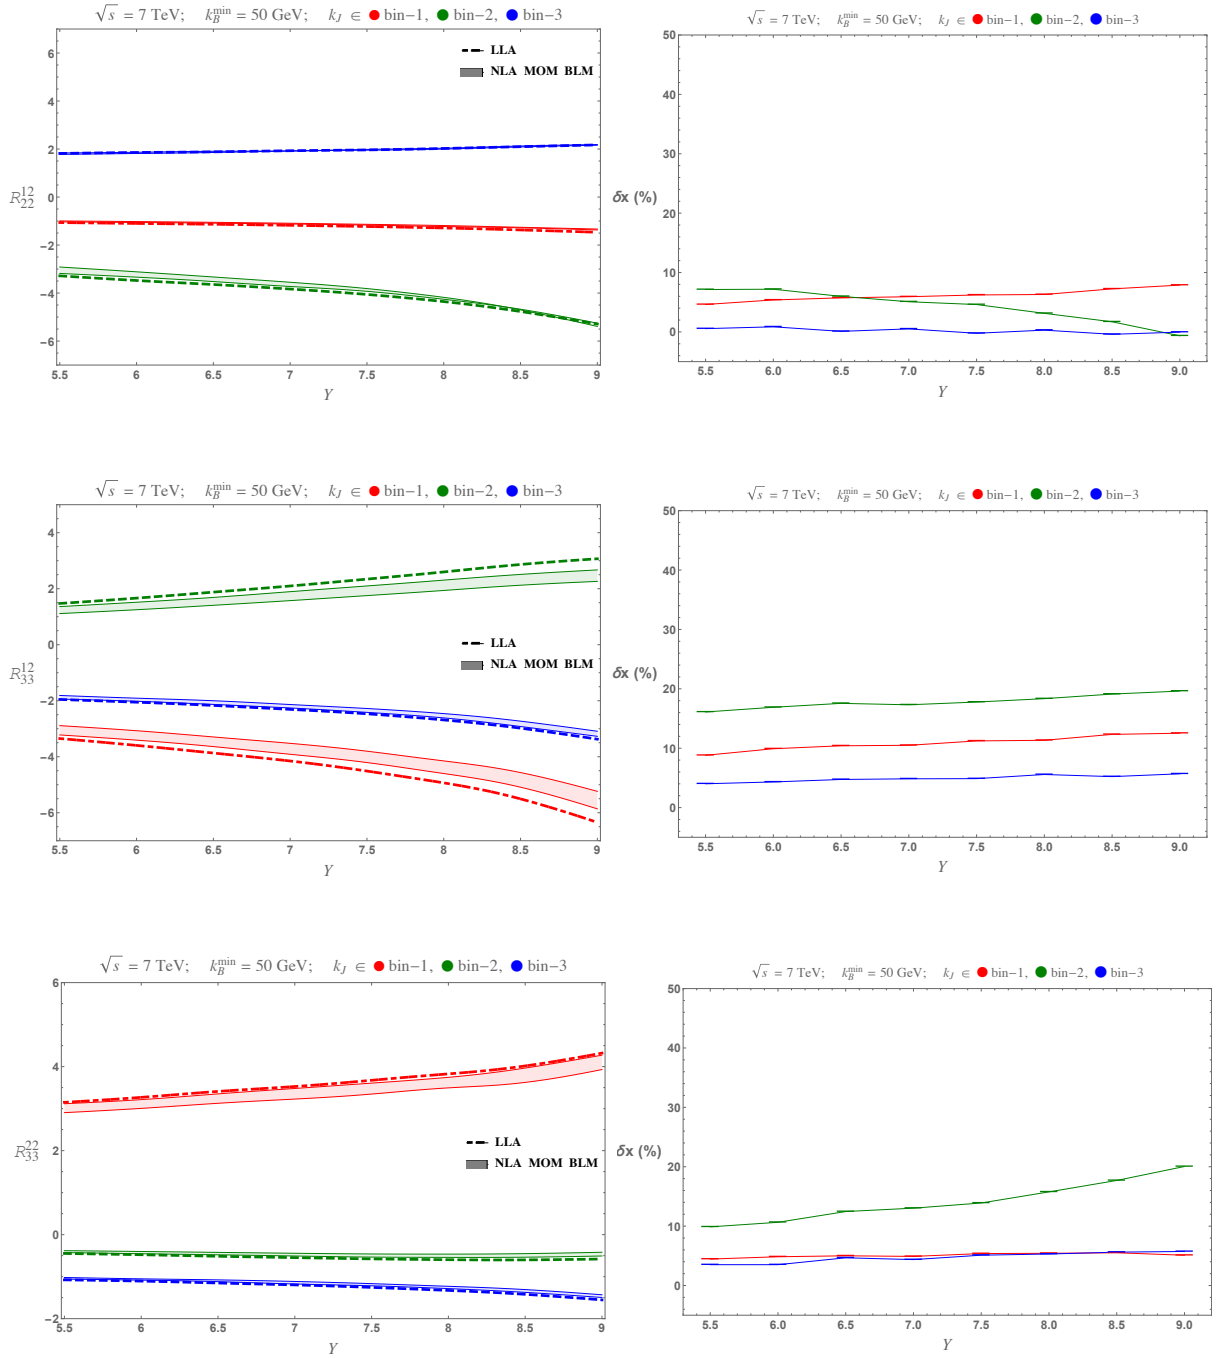 √s = 7 TeV; k_B^min = 50 GeV; k_J ∈ ● bin−1, ● bin−2, ● bin−3
6
4
2
0
−2
−4
−6
R_22^12
LLA
NLA MOM BLM
5.5 6 6.5 7 7.5 8 8.5 9
Y
√s = 7 TeV; k_B^min = 50 GeV; k_J ∈ ● bin−1, ● bin−2, ● bin−3
50
40
30
20
10
0
δx (%)
5.5 6.0 6.5 7.0 7.5 8.0 8.5 9.0
Y
√s = 7 TeV; k_B^min = 50 GeV; k_J ∈ ● bin−1, ● bin−2, ● bin−3
4
2
0
−2
−4
−6
R_33^12
LLA
NLA MOM BLM
5.5 6 6.5 7 7.5 8 8.5 9
Y
√s = 7 TeV; k_B^min = 50 GeV; k_J ∈ ● bin−1, ● bin−2, ● bin−3
50
40
30
20
10
0
δx (%)
5.5 6.0 6.5 7.0 7.5 8.0 8.5 9.0
Y
√s = 7 TeV; k_B^min = 50 GeV; k_J ∈ ● bin−1, ● bin−2, ● bin−3
6
4
2
0
−2
R_33^22
LLA
NLA MOM BLM
5.5 6 6.5 7 7.5 8 8.5 9
Y
√s = 7 TeV; k_B^min = 50 GeV; k_J ∈ ● bin−1, ● bin−2, ● bin−3
50
40
30
20
10
0
δx (%)
5.5 6.0 6.5 7.0 7.5 8.0 8.5 9.0
Y